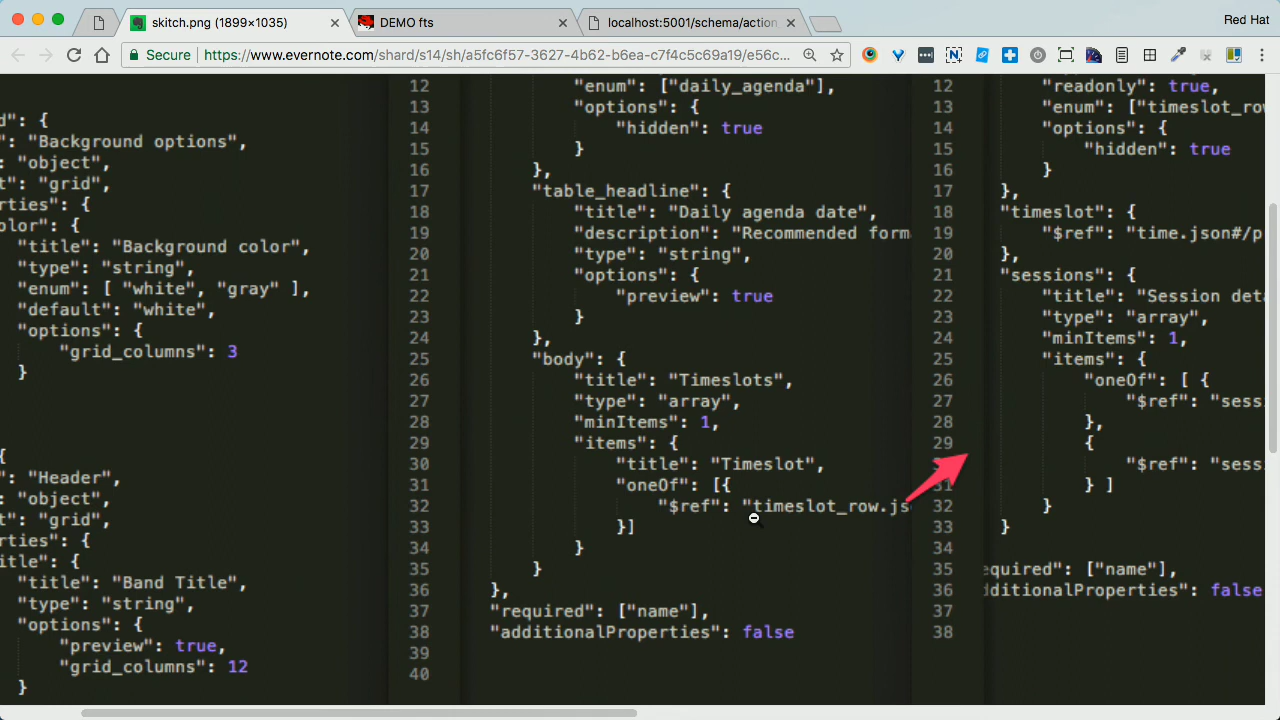 skitch.png (1899×1035)
DEMO fts
localhost:5001/schema/action
Red Hat
Secure
https://www.evernote.com/shard/s14/sh/a5fc6f57-3627-4b62-b6ea-c7f4c5c69a19/e56c...
d": {
": "Background options",
: "object",
t": "grid",
rties": {
olor": {
"title": "Background color",
"type": "string",
"enum": [ "white", "gray" ],
"default": "white",
"options": {
"grid_columns": 3
}
{
"Header",
"object",
"grid",
perties": {
itle": {
"title": "Band Title",
"type": "string",
"options": {
"preview": true,
"grid_columns": 12
}
12 "enum": ["daily_agenda"],
13 "options": {
14 "hidden": true
15 }
16 },
17 "table_headline": {
18 "title": "Daily agenda date",
19 "description": "Recommended form
20 "type": "string",
21 "options": {
22 "preview": true
23 }
24 },
25 "body": {
26 "title": "Timeslots",
27 "type": "array",
28 "minItems": 1,
29 "items": {
30 "title": "Timeslot",
31 "oneOf": [{
32 "$ref": "timeslot_row.js
33 }]
34 }
35 }
36 },
37 "required": ["name"],
38 "additionalProperties": false
39
40
12 "readonly": true,
13 "enum": ["timeslot_row
14 "options": {
15 "hidden": true
16 }
17 },
18 "timeslot": {
19 "$ref": "time.json#/p
20 },
21 "sessions": {
22 "title": "Session deta
23 "type": "array",
24 "minItems": 1,
25 "items": {
26 "oneOf": [ {
27 "$ref": "sess
28 },
29 {
"$ref": "sess
31 } ]
32 }
33 }
34
35 equired": ["name"],
36 dditionalProperties": false
37
38